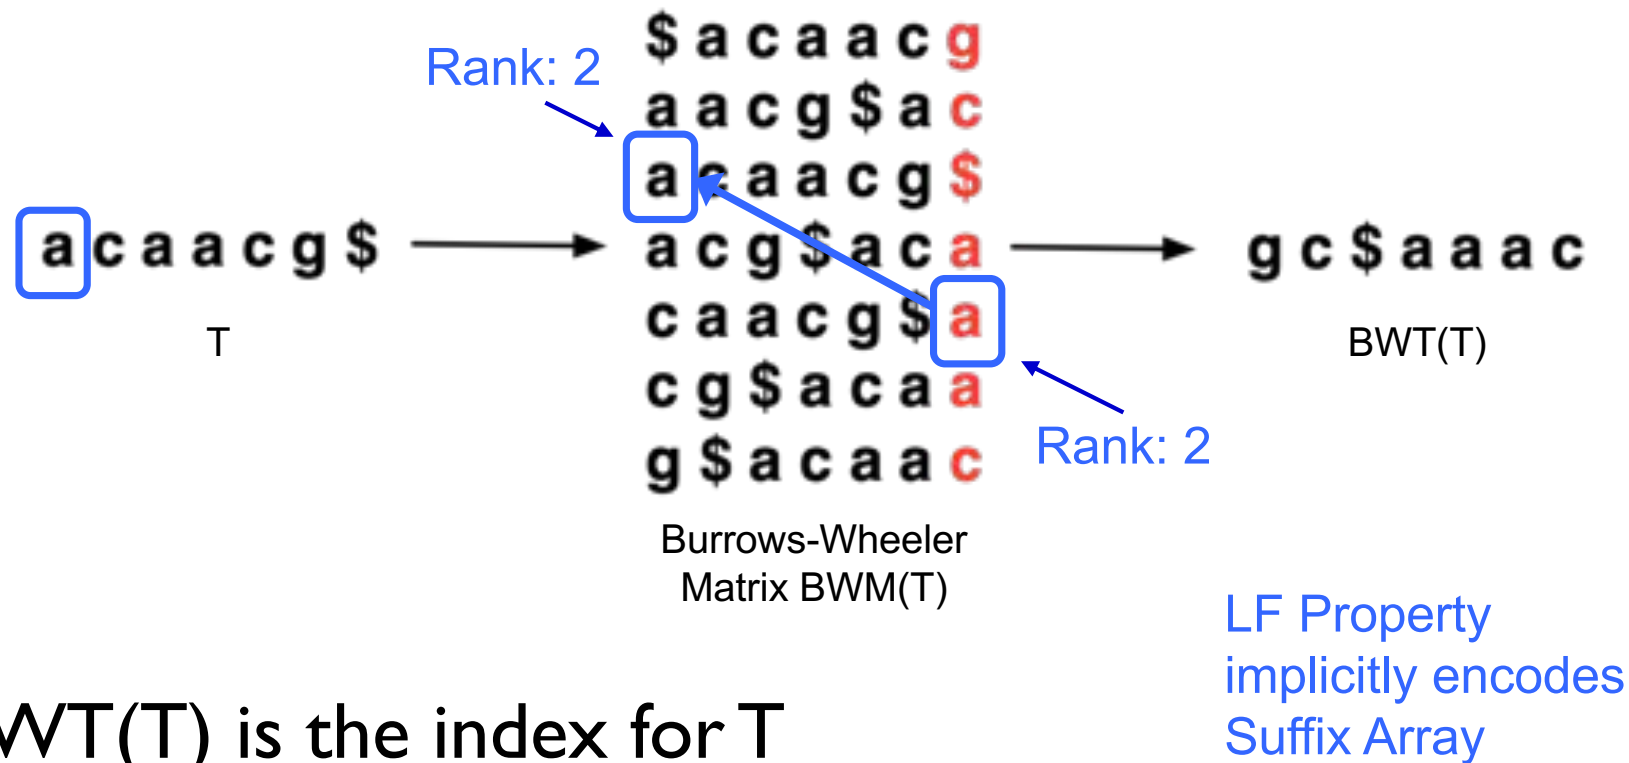 $ a c a a c g
Rank: 2
a a c g $ a c
a c a a c g $
a c a a c g $
a c g $ a c a
g c $ a a a c
c a a c g $ a
T
BWT(T)
c g $ a c a a
Rank: 2
g $ a c a a c
Burrows-Wheeler
Matrix BWM(T)
LF Property
implicitly encodes
Suffix Array
WT(T) is the index for T